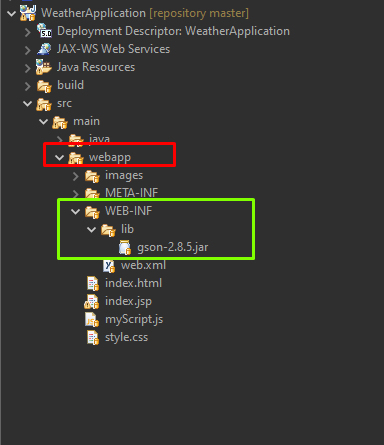 WeatherApplication [repository master]
Deployment Descriptor: WeatherApplication
JAX-WS Web Services
Java Resources
build
src
main
java
webapp
images
META-INF
WEB-INF
lib
gson-2.8.5.jar
web.xml
index.html
index.jsp
myScript.js
style.css